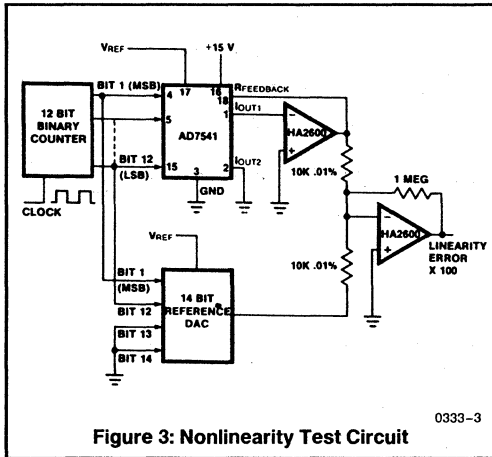 VREF
+15 V
BIT 1 (MSB)
4
17
16
18
RFEEDBACK
1
IOUT1
12 BIT
BINARY
COUNTER
5
AD7541
HA2600
−
+
BIT 12
(LSB)
15
3
2
IOUT2
GND
CLOCK
10K .01%
1 MEG
VREF
HA2600
−
+
LINEARITY
ERROR
X 100
10K .01%
BIT 1
(MSB)
BIT 12
BIT 13
BIT 14
14 BIT
REFERENCE
DAC
0333–3
Figure 3: Nonlinearity Test Circuit